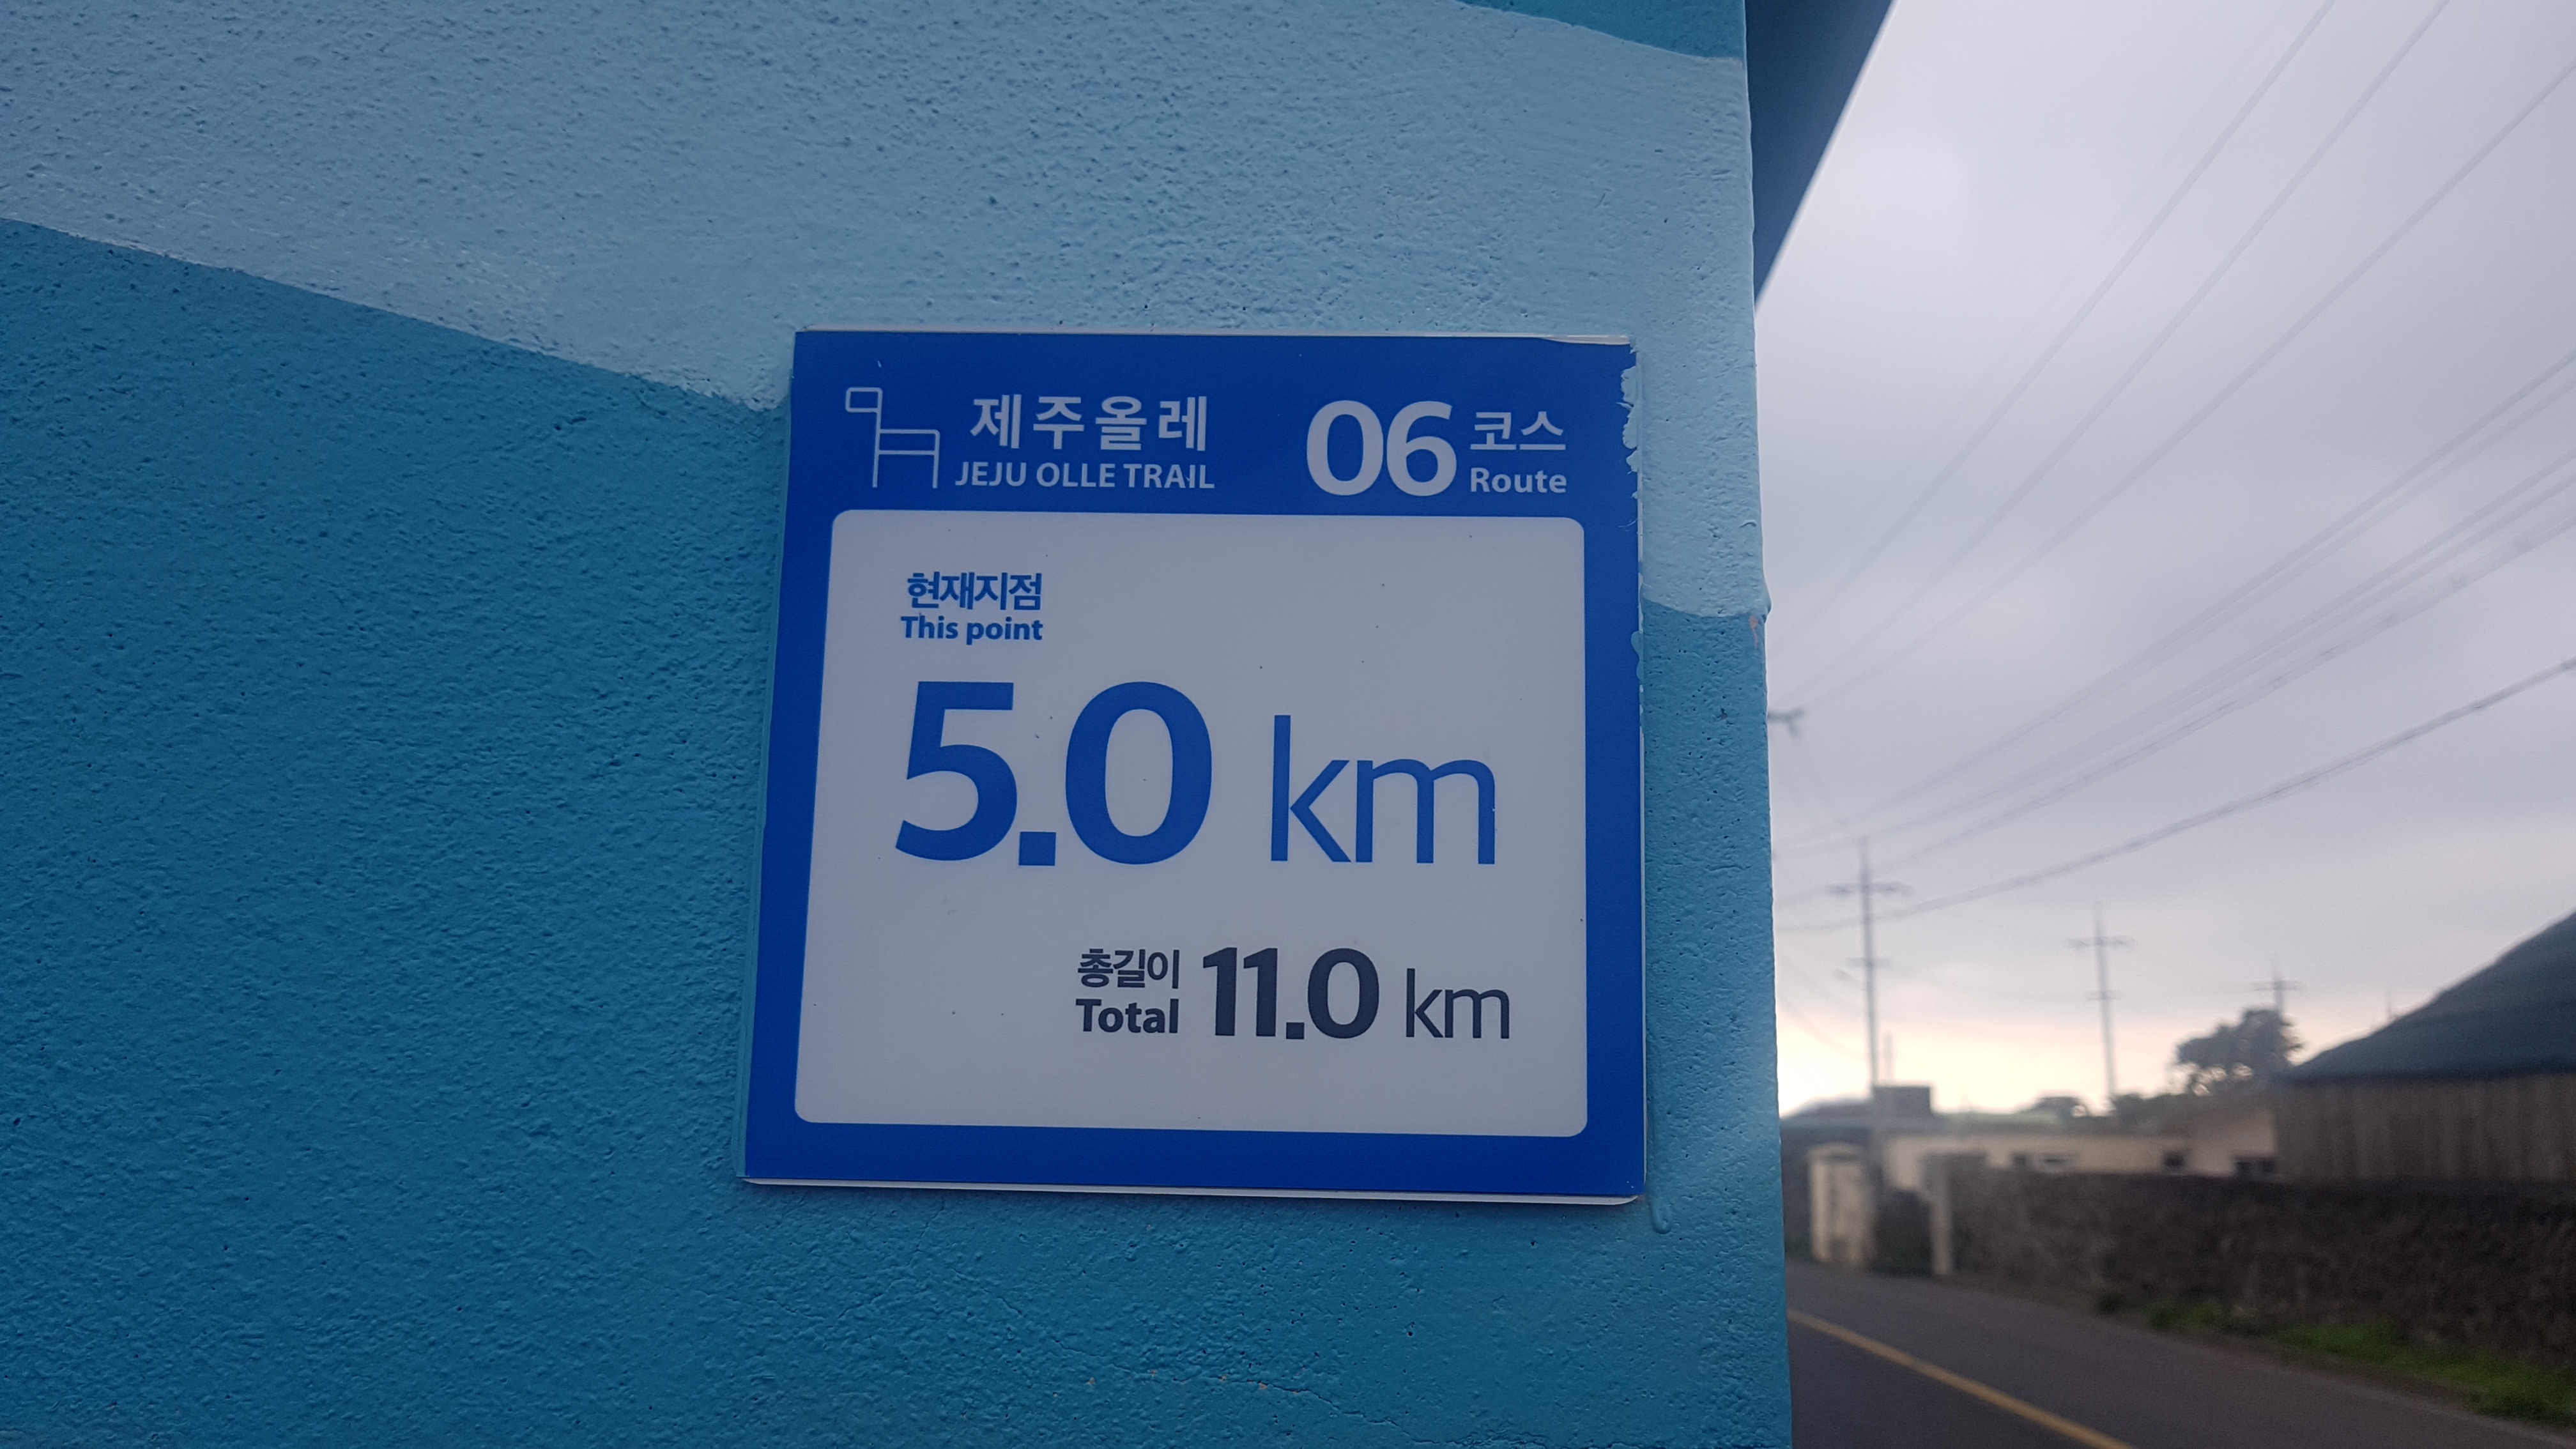 제주올레
JEJU OLLE TRAIL
06 코스
Route
현재지점
This point
5.0 km
총길이
Total 11.0 km